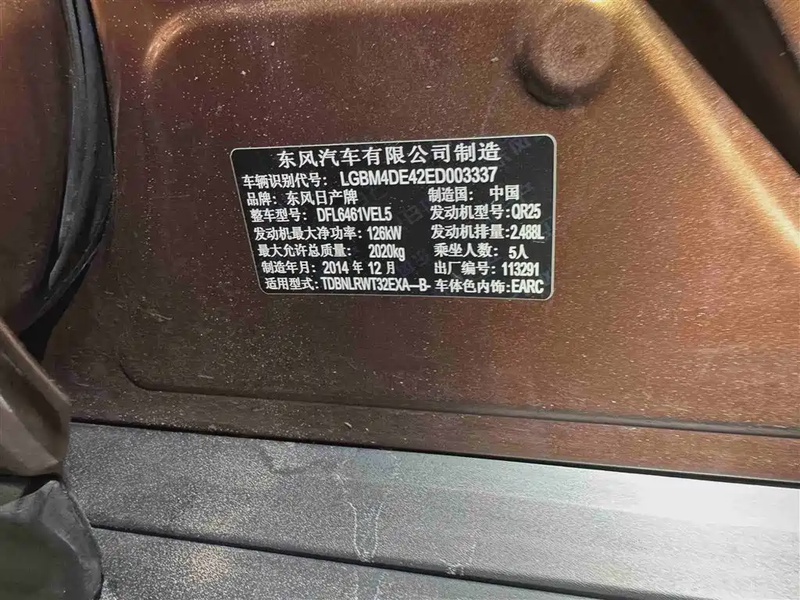 东风汽车有限公司制造
车辆识别代号: LGBM4DE42ED003337
品牌: 东风日产牌 制造国: 中国
整车型号: DFL6461VEL5 发动机型号: QR25
发动机最大净功率: 126kW 发动机排量: 2.488L
最大允许总质量: 2020kg 乘坐人数: 5人
制造年月: 2014 年 12 月 出厂编号: 113291
适用型式: TDBNLRWT32EXA—B- 车体色内饰: EARC